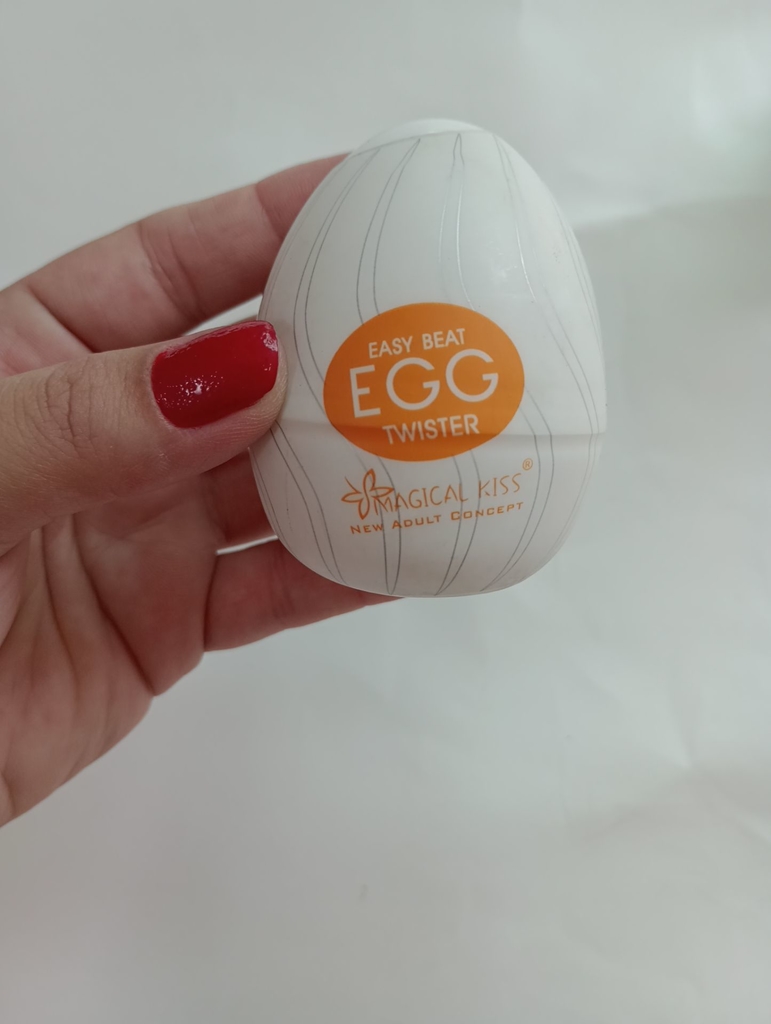 EASY BEAT
EGG
TWISTER
MAGICAL KISS®
NEW ADULT CONCEPT